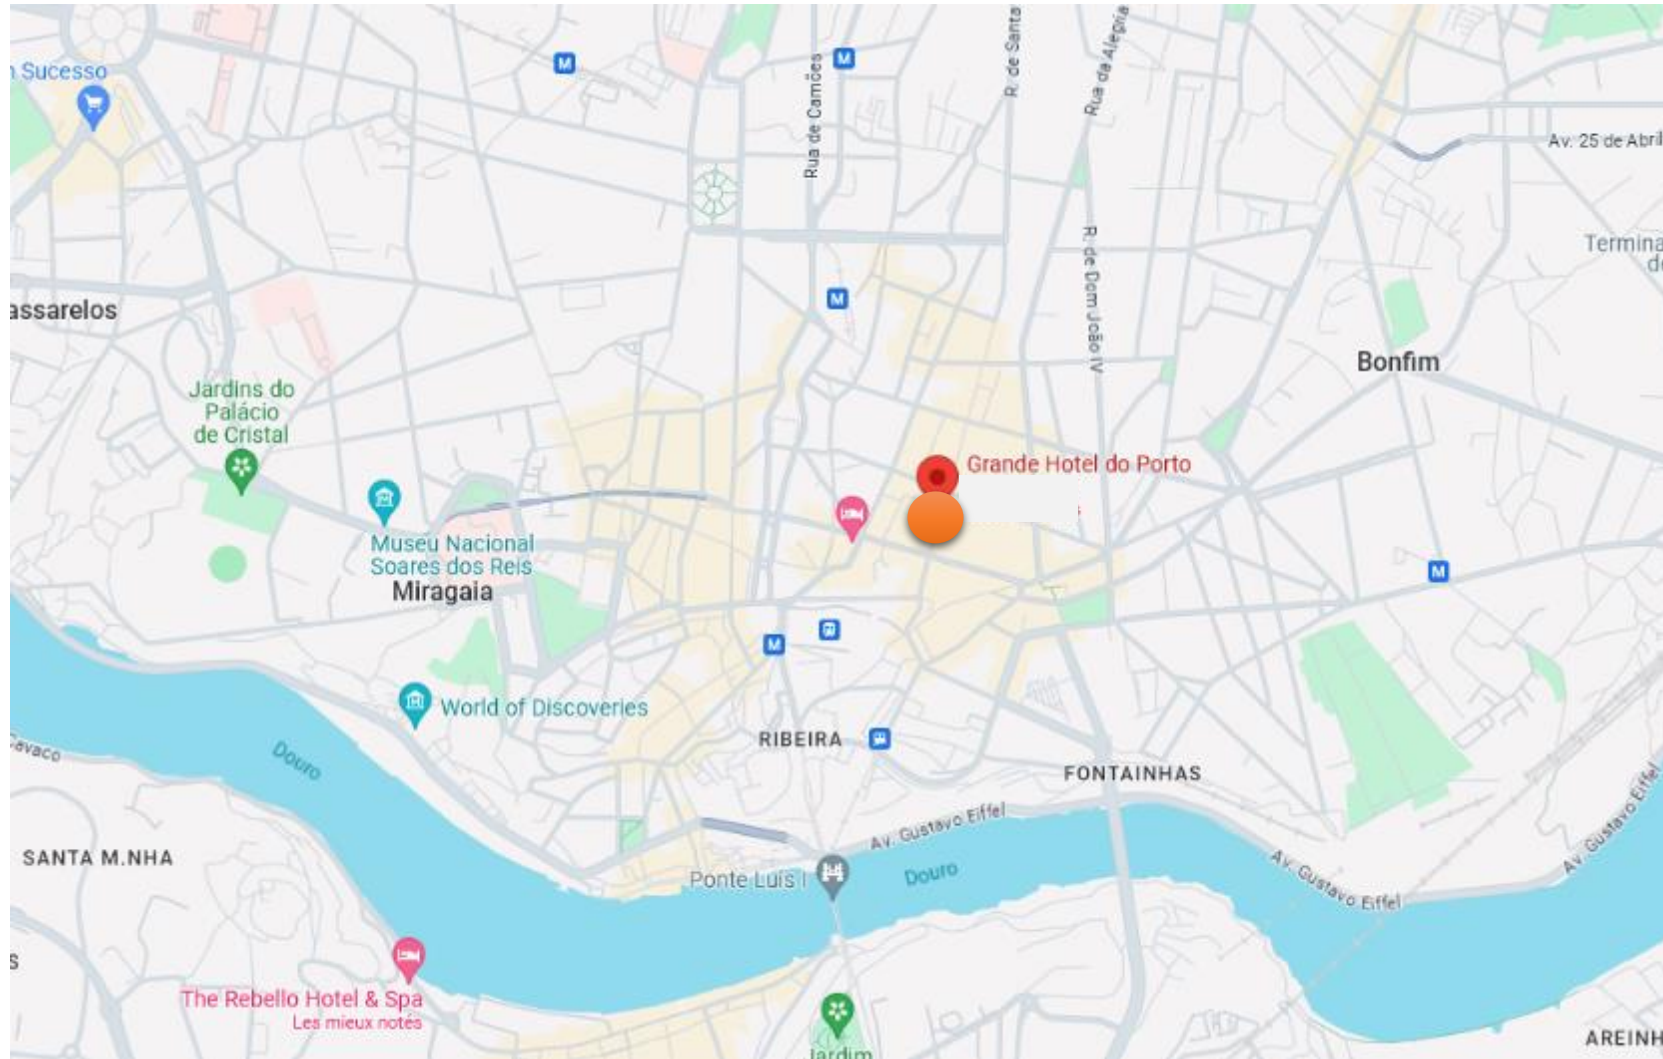 R. de Santa
Rua da Alegria
Rua de Camões
Sucesso
Av. 25 de Abril
R. de Dom João IV
Bonfim
Jardins do
Palácio
de Cristal
Grande Hotel do Porto
Museu Nacional
Soares dos Reis
Miragaia
M
M
M
M
M
World of Discoveries
RIBEIRA
FONTAINHAS
Douro
SANTA M.NHA
Av. Gustavo Eiffel
Ponte Luís I
Douro
Av. Gustavo Eiffel
Av. Gustavo Eiffel
The Rebello Hotel & Spa
Les mieux notés
Jardim